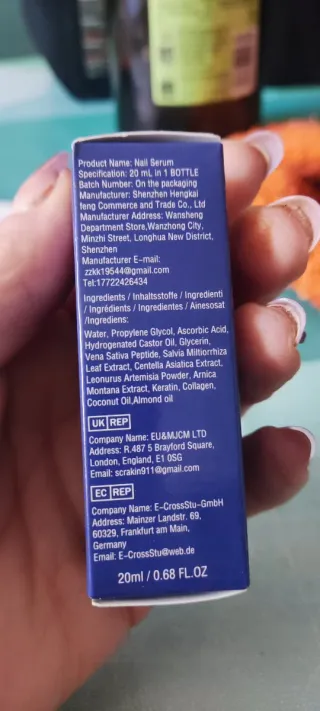 Product Name: Nail Serum
Specification: 20 mL in 1 BOTTLE
Batch Number: On the packaging
Manufacturer: Shenzhen Hengkai
feng Commerce and Trade Co., Ltd
Manufacturer Address: Wansheng
Department Store,Wanzhong City,
Minzhi Street, Longhua New District,
Shenzhen
Manufacturer E-mail:
zzkk19544@gmail.com
Tel:17722426434
Ingredients / Inhaltsstoffe / Ingredienti
/ Ingrédients / Ingredientes / Ainesosat
/Ingrediens:
Water, Propylene Glycol, Ascorbic Acid,
Hydrogenated Castor Oil, Glycerin,
Vena Sativa Peptide, Salvia Miltiorrhiza
Leaf Extract, Centella Asiatica Extract,
Leonurus Artemisia Powder, Arnica
Montana Extract, Keratin, Collagen,
Coconut Oil,Almond oil
UK REP
Company Name: EU&MJCM LTD
Address: R.487 5 Brayford Square,
London, England, E1 0SG
Email: scrakin911@gmail.com
EC REP
Company Name: E-CrossStu-GmbH
Address: Mainzer Landstr. 69,
60329, Frankfurt am Main,
Germany
Email: E-CrossStu@web.de
20ml / 0.68 FL.OZ